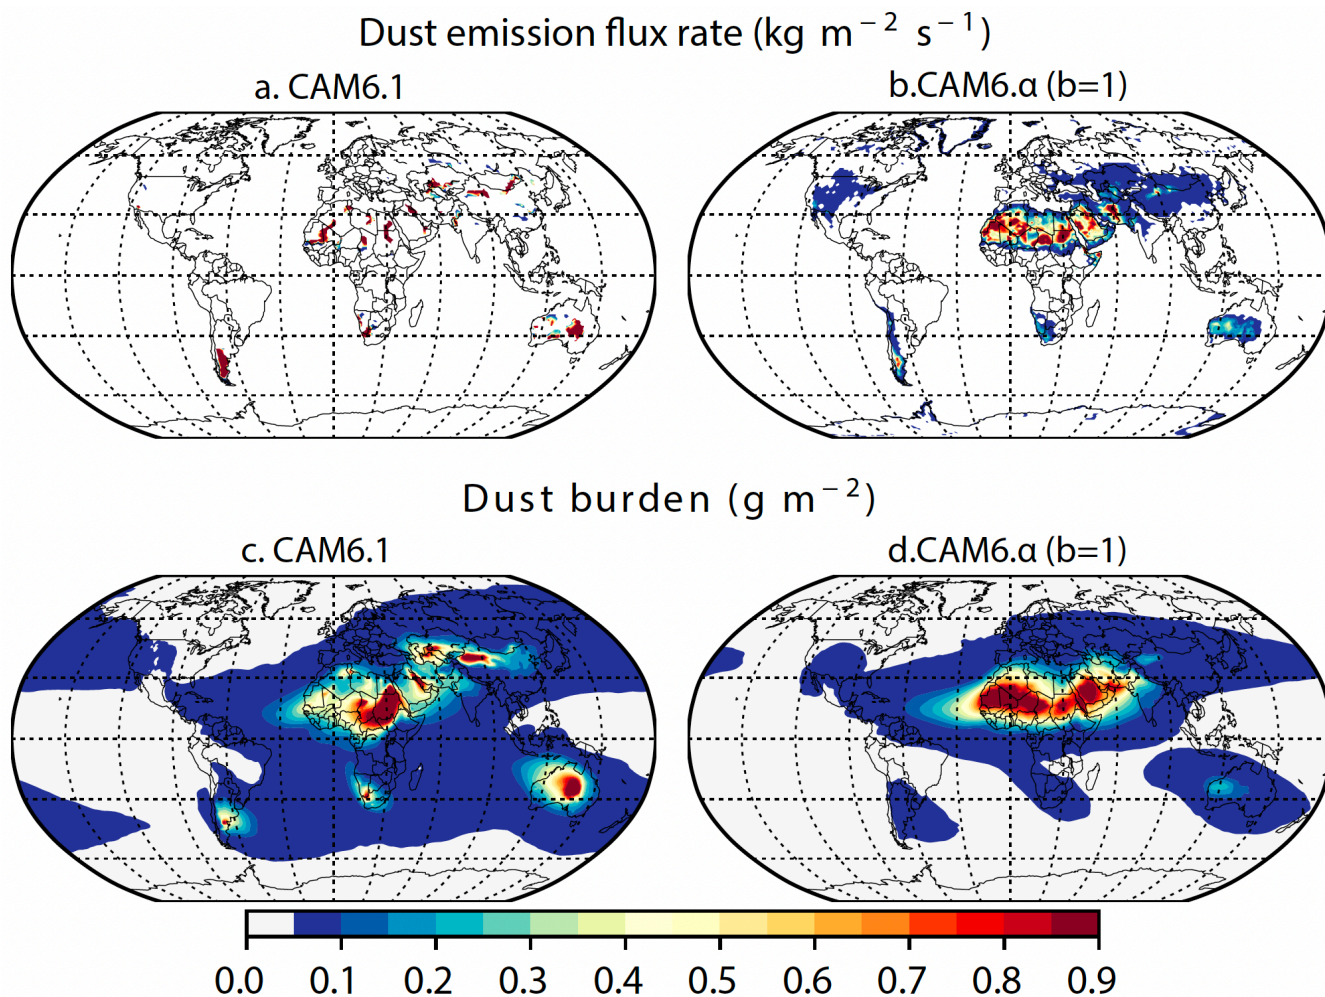 Dust emission flux rate (kg m⁻² s⁻¹)
a. CAM6.1
b.CAM6.α (b=1)
Dust burden (g m⁻²)
c. CAM6.1
d.CAM6.α (b=1)
0.0 0.1 0.2 0.3 0.4 0.5 0.6 0.7 0.8 0.9